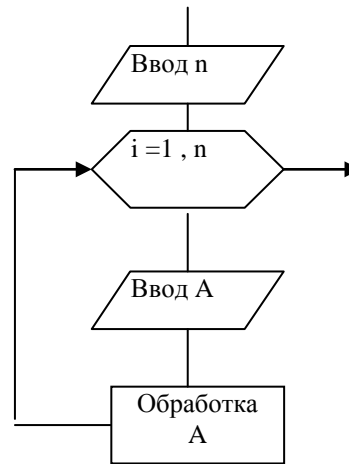 Ввод n
i =1 , n
Ввод А
Обработка
А